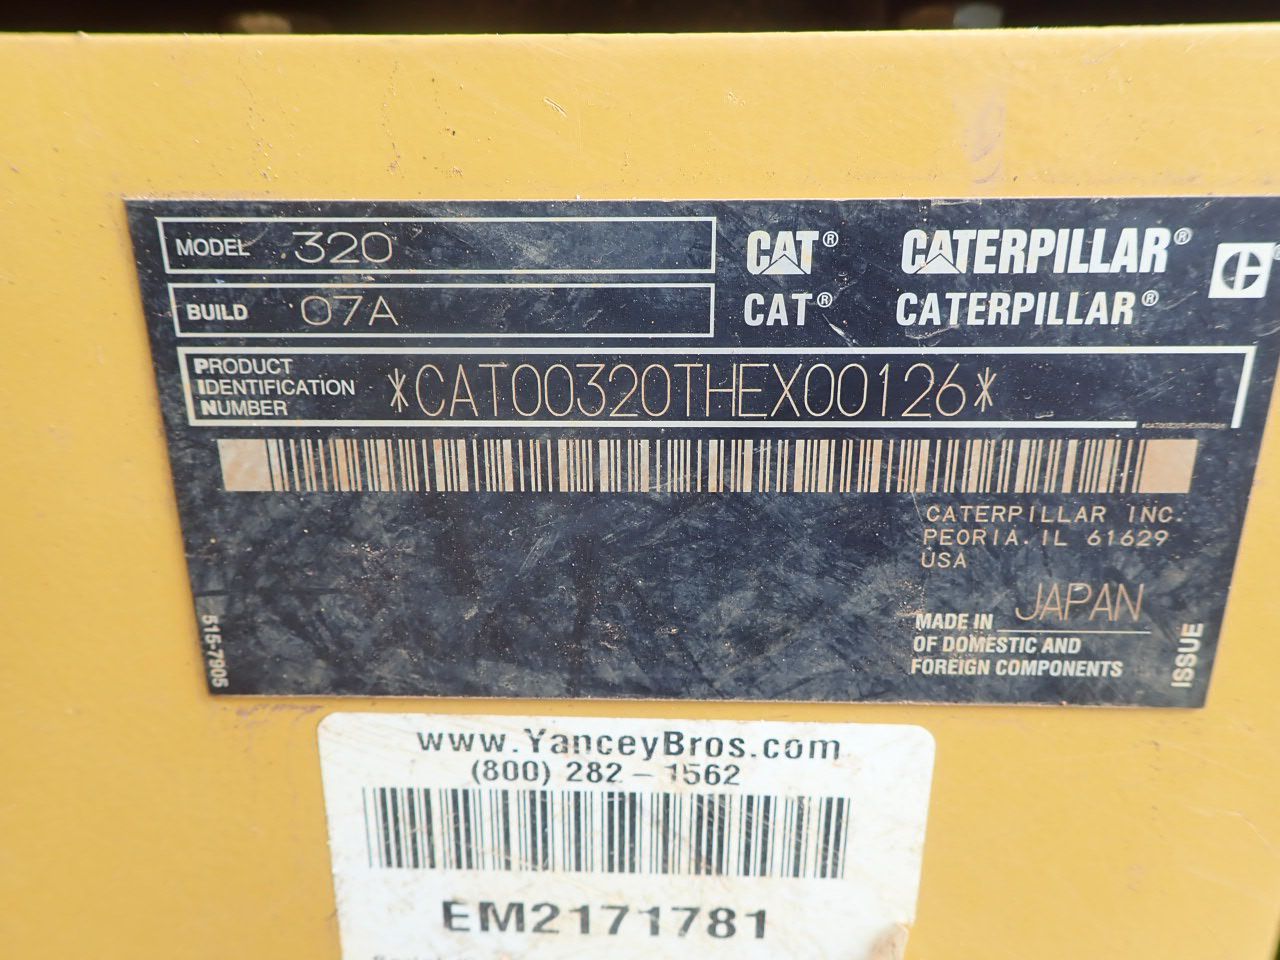 MODEL 320
CAT® CATERPILLAR®
BUILD 07A
CAT® CATERPILLAR®
PRODUCT
IDENTIFICATION
NUMBER
*CAT00320THEX00126*
CATERPILLAR INC.
PEORIA, IL 61629
USA
MADE IN JAPAN
OF DOMESTIC AND
FOREIGN COMPONENTS
ISSUE
515-7905
www.YanceyBros.com
(800) 282-1562
EM2171781